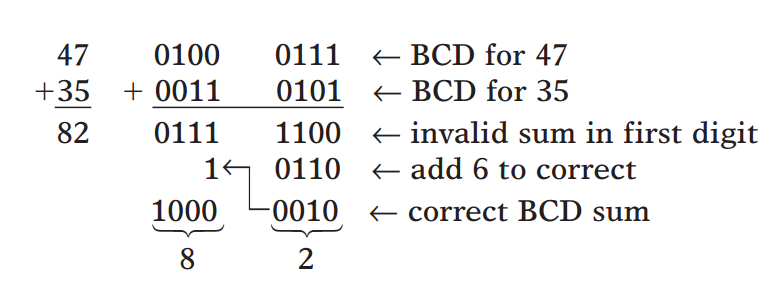 47 0100 0111 ← BCD for 47
+35 + 0011 0101 ← BCD for 35
82 0111 1100 ← invalid sum in first digit
1 0110 ← add 6 to correct
1000 0010 ← correct BCD sum
8 2